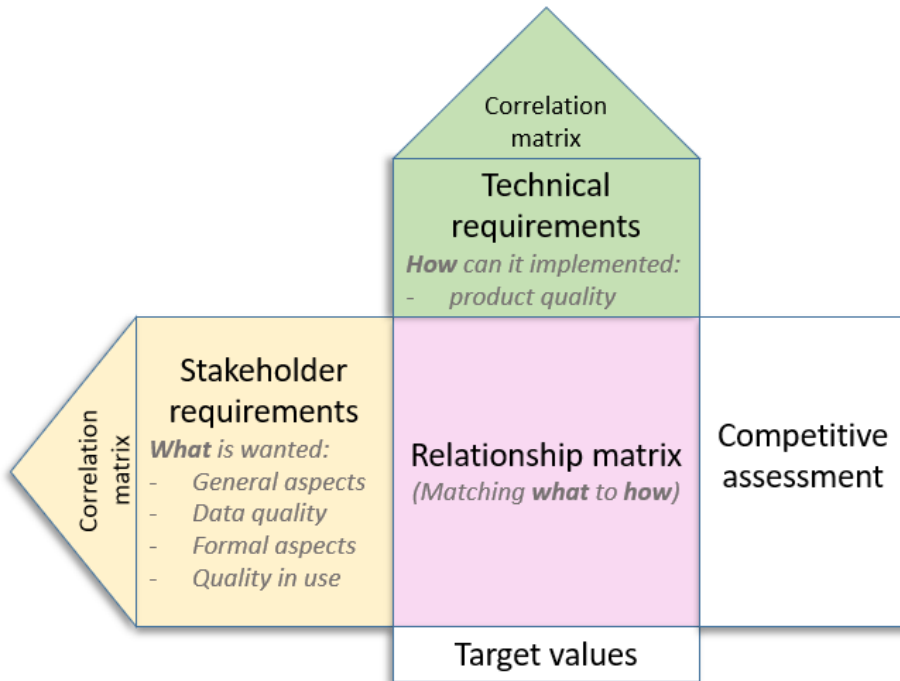 Correlation
matrix
Technical
requirements
How can it implemented:
- product quality
Correlation
matrix
Stakeholder
requirements
What is wanted:
- General aspects
- Data quality
- Formal aspects
- Quality in use
Relationship matrix
(Matching what to how)
Competitive
assessment
Target values